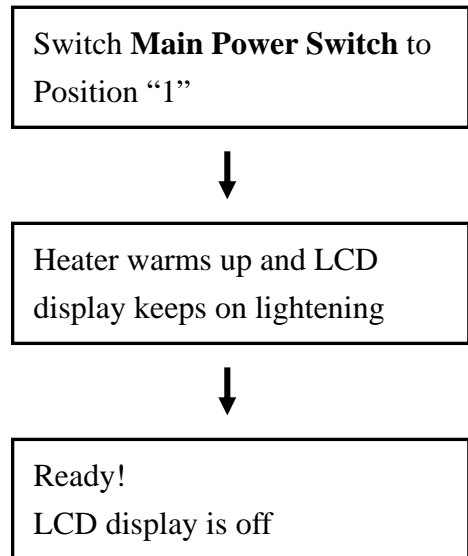 Switch Main Power Switch to
Position “1”
Heater warms up and LCD
display keeps on lightening
Ready!
LCD display is off